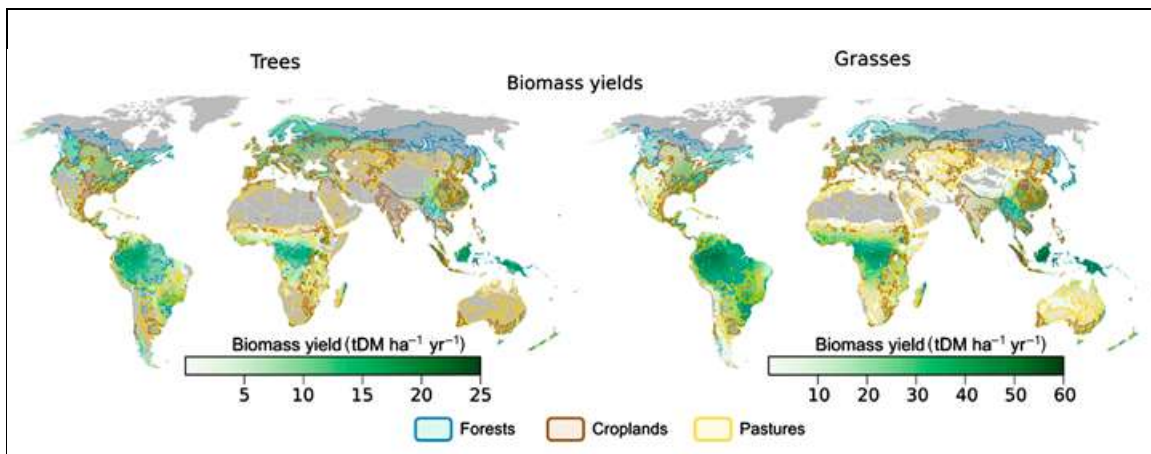 Trees
Grasses
Biomass yields
Biomass yield (tDM ha⁻¹ yr⁻¹)
5 10 15 20 25
Biomass yield (tDM ha⁻¹ yr⁻¹)
10 20 30 40 50 60
Forests Croplands Pastures